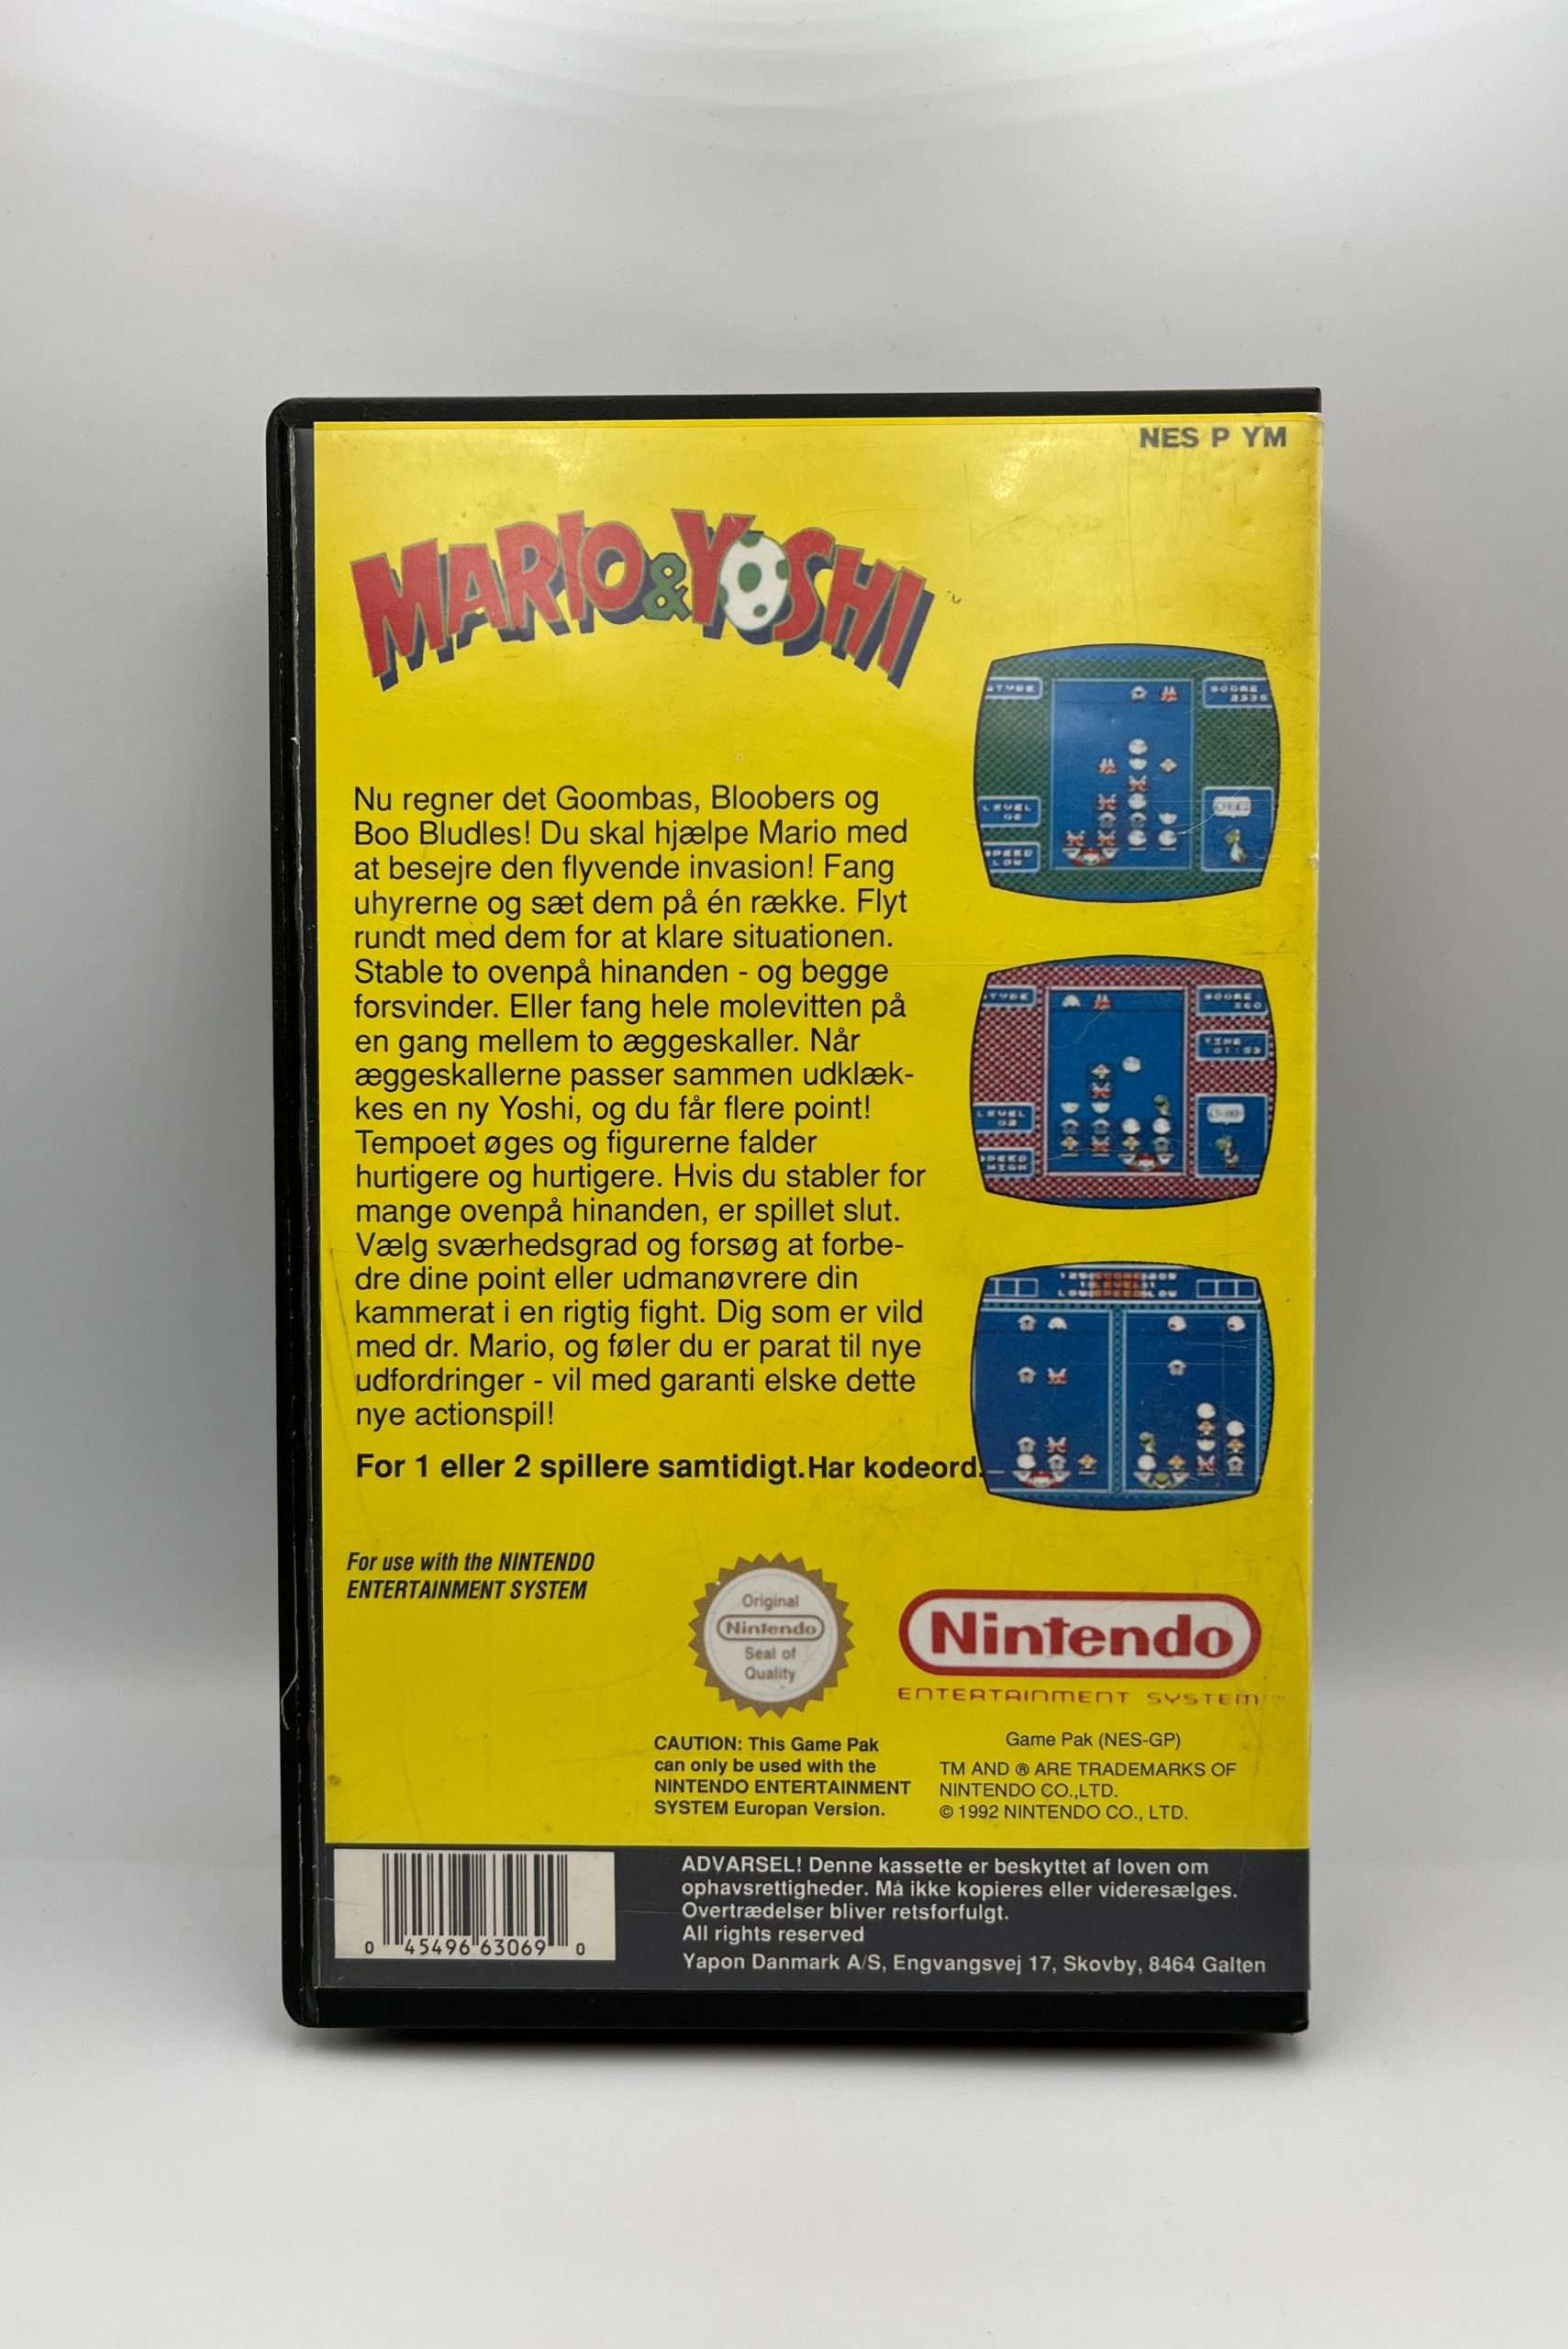 NES P YM
MARIO & YOSHI
Nu regner det Goombas, Bloobers og
Boo Bludles! Du skal hjælpe Mario med
at besejre den flyvende invasion! Fang
uhyrerne og sæt dem på én række. Flyt
rundt med dem for at klare situationen.
Stable to ovenpå hinanden - og begge
forsvinder. Eller fang hele molevitten på
en gang mellem to æggeskaller. Når
æggeskallerne passer sammen udklæk-
kes en ny Yoshi, og du får flere point!
Tempoet øges og figurerne falder
hurtigere og hurtigere. Hvis du stabler for
mange ovenpå hinanden, er spillet slut.
Vælg sværhedsgrad og forsøg at forbe-
dre dine point eller udmanøvrere din
kammerat i en rigtig fight. Dig som er vild
med dr. Mario, og føler du er parat til nye
udfordringer - vil med garanti elske dette
nye actionspil!
For 1 eller 2 spillere samtidigt. Har kodeord.
SCORE
LEVEL
SPEED
LOW
SCORE
TIME
LEVEL
SPEED
HIGH
For use with the NINTENDO
ENTERTAINMENT SYSTEM
Original
Nintendo
Seal of
Quality
Nintendo
ENTERTAINMENT SYSTEM
CAUTION: This Game Pak
can only be used with the
NINTENDO ENTERTAINMENT
SYSTEM Europan Version.
Game Pak (NES-GP)
TM AND ® ARE TRADEMARKS OF
NINTENDO CO.,LTD.
© 1992 NINTENDO CO., LTD.
0 45496 63069 0
ADVARSEL! Denne kassette er beskyttet af loven om
ophavsrettigheder. Må ikke kopieres eller videresælges.
Overtrædelser bliver retsforfulgt.
All rights reserved
Yapon Danmark A/S, Engvangsvej 17, Skovby, 8464 Galten